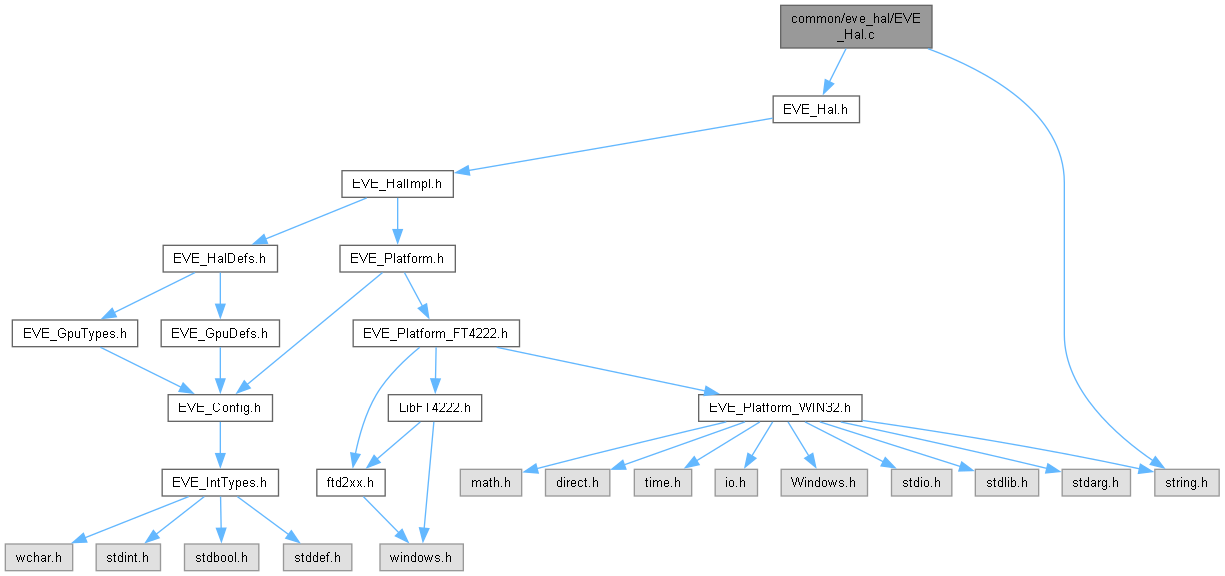 common/eve_hal/EVE
_Hal.c
EVE_Hal.h
EVE_HalImpl.h
EVE_HalDefs.h
EVE_Platform.h
EVE_GpuTypes.h
EVE_GpuDefs.h
EVE_Platform_FT4222.h
EVE_Config.h
LibFT4222.h
EVE_Platform_WIN32.h
EVE_IntTypes.h
ftd2xx.h
math.h
direct.h
time.h
io.h
Windows.h
stdio.h
stdlib.h
stdarg.h
string.h
wchar.h
stdint.h
stdbool.h
stddef.h
windows.h